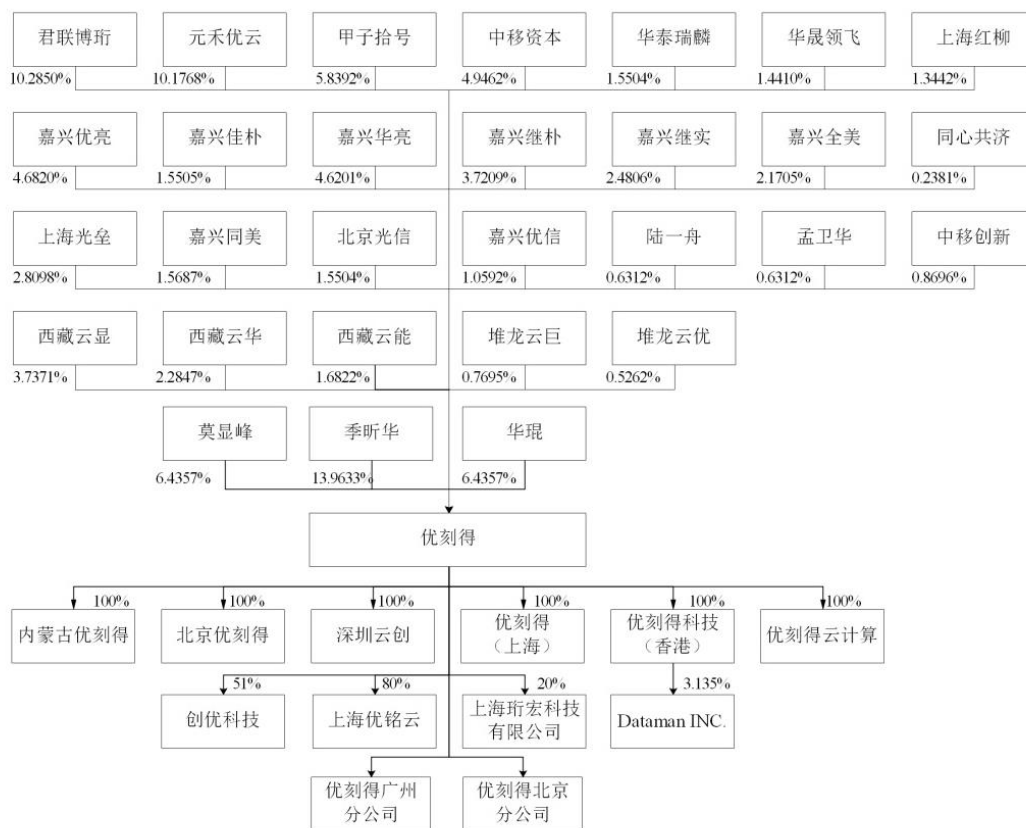 君联博珩
元禾优云
甲子拾号
中移资本
华泰瑞麟
华晟领飞
上海红柳
10.2850%
10.1768%
5.8392%
4.9462%
1.5504%
1.4410%
1.3442%
嘉兴优亮
嘉兴佳朴
嘉兴华亮
嘉兴继朴
嘉兴继实
嘉兴全美
同心共济
4.6820%
1.5505%
4.6201%
3.7209%
2.4806%
2.1705%
0.2381%
上海光垒
嘉兴同美
北京光信
嘉兴优信
陆一舟
孟卫华
中移创新
2.8098%
1.5687%
1.5504%
1.0592%
0.6312%
0.6312%
0.8696%
西藏云显
西藏云华
西藏云能
堆龙云巨
堆龙云优
3.7371%
2.2847%
1.6822%
0.7695%
0.5262%
莫显峰
季昕华
华琨
6.4357%
13.9633%
6.4357%
优刻得
100%
100%
100%
100%
100%
100%
内蒙古优刻得
北京优刻得
深圳云创
优刻得
（上海）
优刻得科技
（香港）
优刻得云计算
51%
80%
20%
3.135%
创优科技
上海优铭云
上海珩宏科技
有限公司
Dataman INC.
优刻得广州
分公司
优刻得北京
分公司